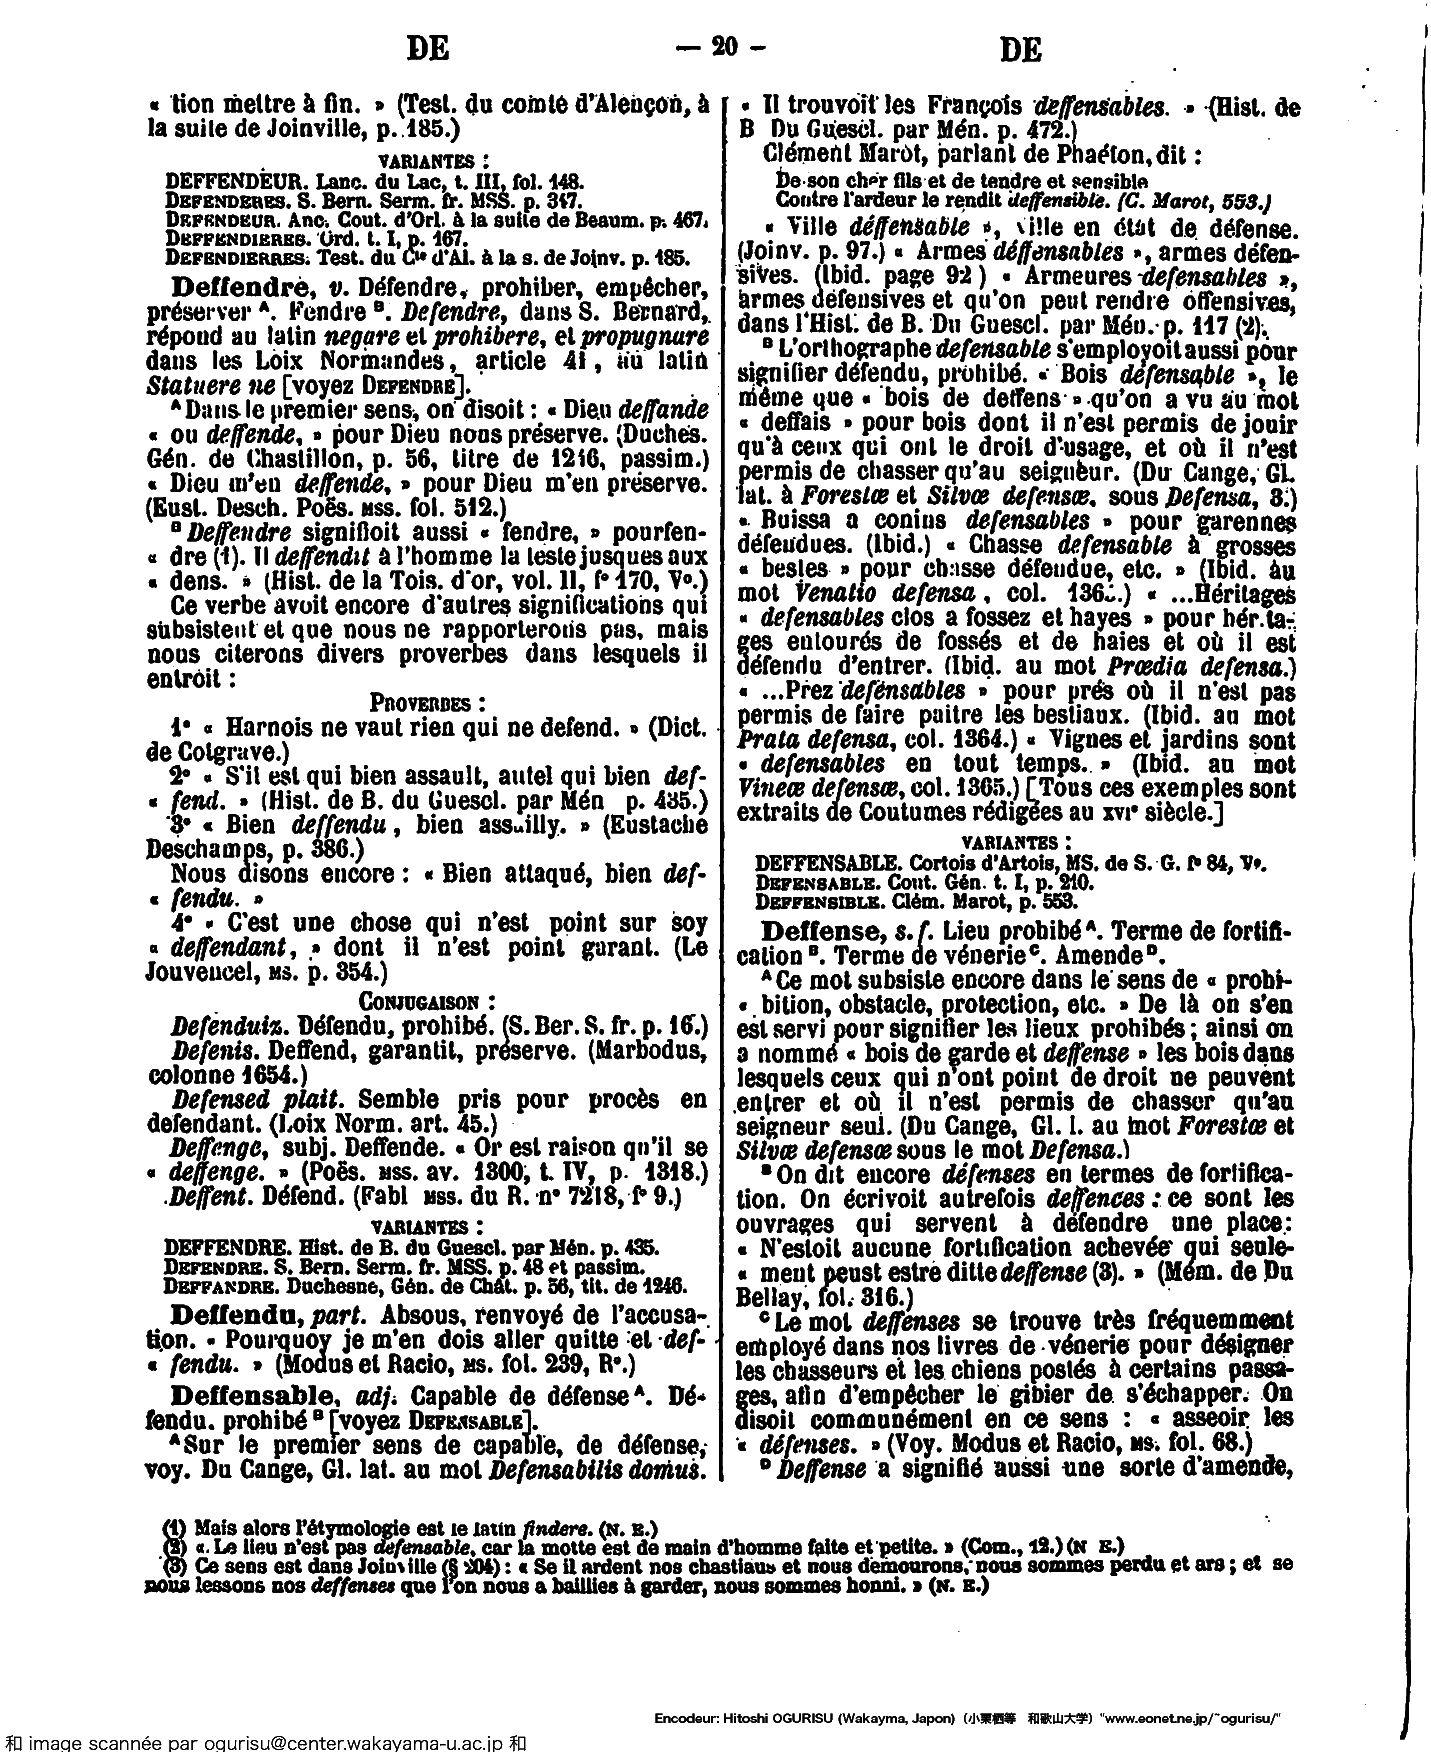 DE — 20 — DE
« tion mettre à fin. » (Test. du comte d'Alençon, à
la suite de Joinville, p. 185.)
VARIANTES :
DEFFENDEUR. Lanc. du Lac, t. III, fol. 148.
DEFENDERES. S. Bern. Serm. fr. MSS. p. 317.
DEFENDEUR. Anc. Cout. d'Orl. à la suite de Beaum. p. 467.
DEFFENDIERES. Ord. t. I, p. 167.
DEFENDIERRES. Test. du Cte d'Al. à la s. de Joinv. p. 185.
Deffendre, v. Défendre, prohiber, empêcher,
préserver A. Fendre B. Defendre, dans S. Bernard,
répond au latin negare et prohibere, et propugnare
dans les Loix Normandes, article 41, au latin
Statuere ne [voyez DEFENDRE].
A Dans le premier sens, on disoit : « Dieu deffande
« ou deffende, » pour Dieu nous préserve. (Duches.
Gén. de Chastillon, p. 56, titre de 1246, passim.)
« Dieu m'en deffende, » pour Dieu m'en préserve.
(Eust. Desch. Poës. MSS. fol. 512.)
B Deffendre signifioit aussi « fendre, » pourfen-
« dre (1). Il deffendit à l'homme la teste jusques aux
« dens. » (Hist. de la Tois. d'or, vol. II, f° 170, V°.)
Ce verbe avoit encore d'autres significations qui
subsistent et que nous ne rapporterons pas, mais
nous citerons divers proverbes dans lesquels il
entroit :
PROVERBES :
1° « Harnois ne vaut rien qui ne defend. » (Dict.
de Cotgrave.)
2° « S'il est qui bien assault, autel qui bien def-
« fend. » (Hist. de B. du Guescl. par Mén p. 435.)
3° « Bien deffendu, bien assailly. » (Eustache
Deschamps, p. 386.)
Nous disons encore : « Bien attaqué, bien def-
« fendu. »
4° « C'est une chose qui n'est point sur soy
« deffendant, » dont il n'est point garant. (Le
Jouvencel, MS. p. 354.)
CONJUGAISON :
Defenduiz. Défendu, prohibé. (S. Ber. S. fr. p. 16.)
Defenis. Deffend, garantit, préserve. (Marbodus,
colonne 1654.)
Defensed plait. Semble pris pour procès en
defendant. (Loix Norm. art. 45.)
Deffenge, subj. Deffende. « Or est raison qu'il se
« deffenge. » (Poës. MSS. av. 1300, t. IV, p. 1318.)
Deffent. Défend. (Fabl MSS. du R. n° 7218, f° 9.)
VARIANTES :
DEFFENDRE. Hist. de B. du Guescl. par Mén. p. 435.
DEFENDRE. S. Bern. Serm. fr. MSS. p. 48 et passim.
DEFFANDRE. Duchesne, Gén. de Chât. p. 56, tit. de 1246.
Deffendu, part. Absous, renvoyé de l'accusa-
tion. « Pourquoy je m'en dois aller quitte et def-
« fendu. » (Modus et Racio, MS. fol. 239, R°.)
Deffensable, adj. Capable de défense A. Dé-
fendu, prohibé B [voyez DEFENSABLE].
A Sur le premier sens de capable, de défense,
voy. Du Cange, Gl. lat. au mot Defensabilis domus.
« Il trouvoit les François deffensables. » (Hist. de
B Du Guescl. par Mén. p. 472.)
Clément Marot, parlant de Phaéton, dit :
De son cher fils et de tendre et sensible
Contre l'ardeur le rendit deffensible. (C. Marot, 553.)
« Ville déffensable », ville en état de défense.
(Joinv. p. 97.) « Armes déffensables », armes défen-
sives. (Ibid. page 92 ) « Armeures defensables »,
armes défensives et qu'on peut rendre offensives,
dans l'Hist. de B. Du Guescl. par Mén. p. 117 (2).
B L'orthographe defensable s'employoit aussi pour
signifier défendu, prohibé. « Bois défensable », le
même que « bois de deffens » qu'on a vu au mot
« deffais » pour bois dont il n'est permis de jouir
qu'à ceux qui ont le droit d'usage, et où il n'est
permis de chasser qu'au seigneur. (Du Cange, Gl.
lat. à Forestæ et Silvæ defensæ, sous Defensa, 3.)
« Buissa a conins defensables » pour garennes
défendues. (Ibid.) « Chasse defensable à grosses
« bestes » pour chasse défendue, etc. » (Ibid. au
mot Venatio defensa, col. 136 .) « ...Héritages
« defensables clos a fossez et hayes » pour hérita-
ges entourés de fossés et de haies et où il est
défendu d'entrer. (Ibid. au mot Prædia defensa.)
« ...Prez defensables » pour prés où il n'est pas
permis de faire paitre les bestiaux. (Ibid. au mot
Prata defensa, col. 1364.) « Vignes et jardins sont
« defensables en tout temps. » (Ibid. au mot
Vineæ defensæ, col. 1365.) [Tous ces exemples sont
extraits de Coutumes rédigées au XVIe siècle.]
VARIANTES :
DEFFENSABLE. Cortois d'Artois, MS. de S. G. f° 84, V°.
DEFENSABLE. Cout. Gén. t. I, p. 210.
DEFFENSIBLE. Clém. Marot, p. 553.
Deffense, s. f. Lieu prohibé A. Terme de fortifi-
cation B. Terme de vénerie C. Amende D.
A Ce mot subsiste encore dans le sens de « prohi-
« bition, obstacle, protection, etc. » De là on s'en
est servi pour signifier les lieux prohibés ; ainsi on
a nommé « bois de garde et deffense » les bois dans
lesquels ceux qui n'ont point de droit ne peuvent
entrer et où il n'est permis de chasser qu'au
seigneur seul. (Du Cange, Gl. l. au mot Forestæ et
Silvæ defensæ sous le mot Defensa.)
B On dit encore défenses en termes de fortifica-
tion. On écrivoit autrefois deffences : ce sont les
ouvrages qui servent à défendre une place :
« N'estoit aucune fortification achevée qui seule-
« ment peust estre ditte deffense (3). » (Mém. de Du
Bellay, fol. 316.)
C Le mot deffenses se trouve très fréquemment
employé dans nos livres de vénerie pour désigner
les chasseurs et les chiens postés à certains passa-
ges, afin d'empêcher le gibier de s'échapper. On
disoit communément en ce sens : « asseoir les
« défenses. » (Voy. Modus et Racio, MS. fol. 68.)
D Deffense a signifié aussi une sorte d'amende,
(1) Mais alors l'étymologie est le latin findere. (N. E.)
(2) « Le lieu n'est pas defensable, car la motte est de main d'homme faite et petite. » (Com., 12.) (N E.)
(3) Ce sens est dans Joinville (§ 204) : « Se il ardent nos chastiaus et nous demourons, nous sommes perdu et ars ; et se
nous lessons nos deffenses que l'on nous a baillies à garder, nous sommes honni. » (N. E.)
Encodeur: Hitoshi OGURISU (Wakayma, Japon) (小栗栖等 和歌山大学) "www.eonet.ne.jp/~ogurisu/"
和 image scannée par ogurisu@center.wakayama-u.ac.jp 和